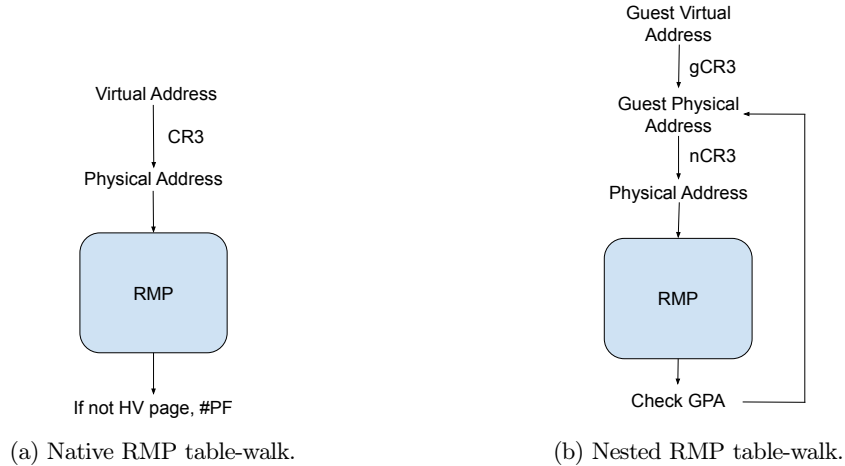 Virtual Address
CR3
Physical Address
RMP
If not HV page, #PF
(a) Native RMP table-walk.
Guest Virtual
Address
gCR3
Guest Physical
Address
nCR3
Physical Address
RMP
Check GPA
(b) Nested RMP table-walk.